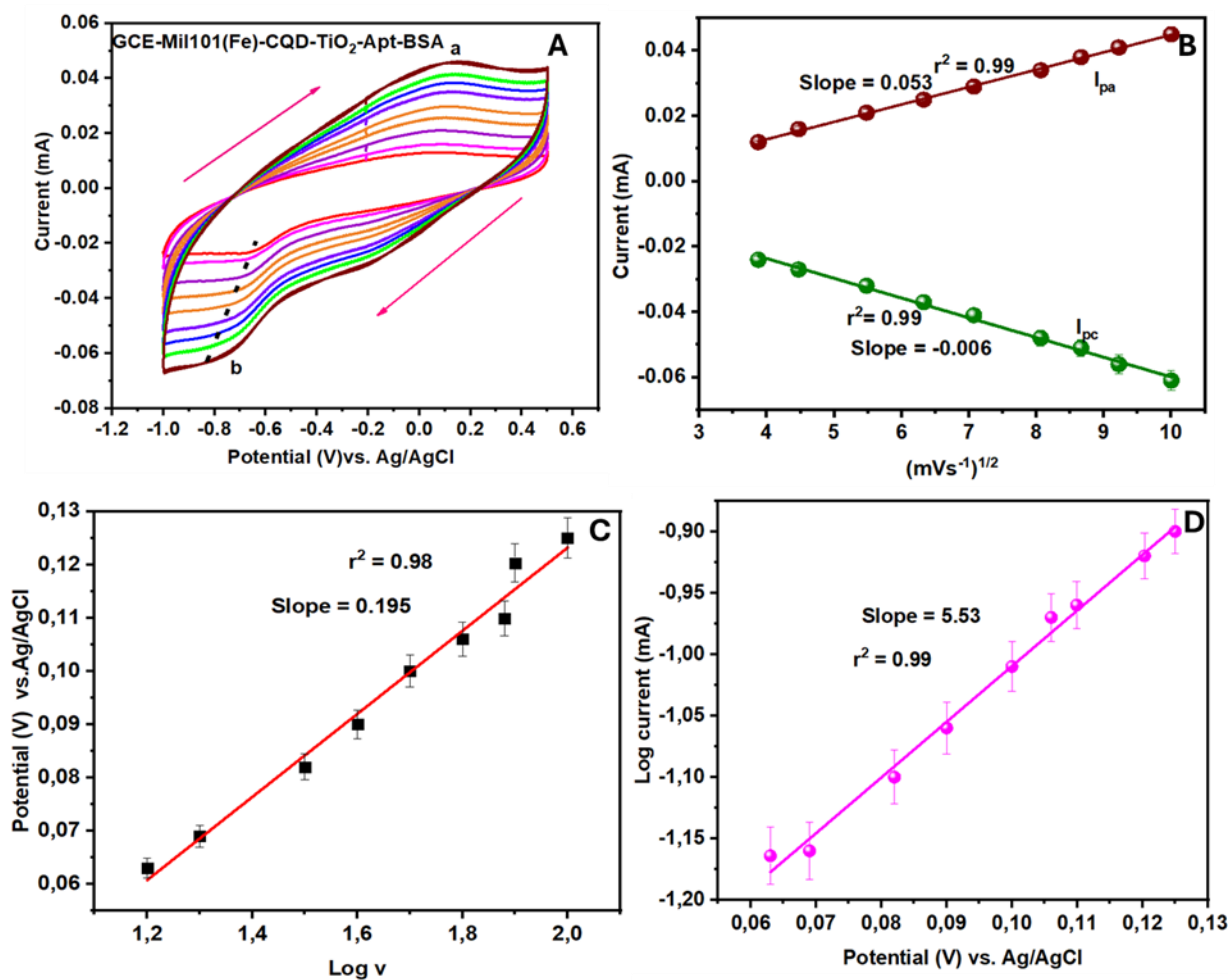 GCE-Mil101(Fe)-CQD-TiO2-Apt-BSA
a
A
b
0.06
0.04
0.02
0.00
-0.02
-0.04
-0.06
-0.08
Current (mA)
-1.2 -1.0 -0.8 -0.6 -0.4 -0.2 0.0 0.2 0.4 0.6
Potential (V)vs. Ag/AgCl
B
r² = 0.99
Slope = 0.053
Ipa
r²= 0.99
Slope = -0.006
Ipc
0.04
0.02
0.00
-0.02
-0.04
-0.06
Current (mA)
3 4 5 6 7 8 9 10
(mVs⁻¹)¹/²
C
r² = 0.98
Slope = 0.195
0,13
0,12
0,11
0,10
0,09
0,08
0,07
0,06
Potential (V) vs.Ag/AgCl
1,2 1,4 1,6 1,8 2,0
Log v
D
Slope = 5.53
r² = 0.99
-0,90
-0,95
-1,00
-1,05
-1,10
-1,15
-1,20
Log current (mA)
0,06 0,07 0,08 0,09 0,10 0,11 0,12 0,13
Potential (V) vs. Ag/AgCl